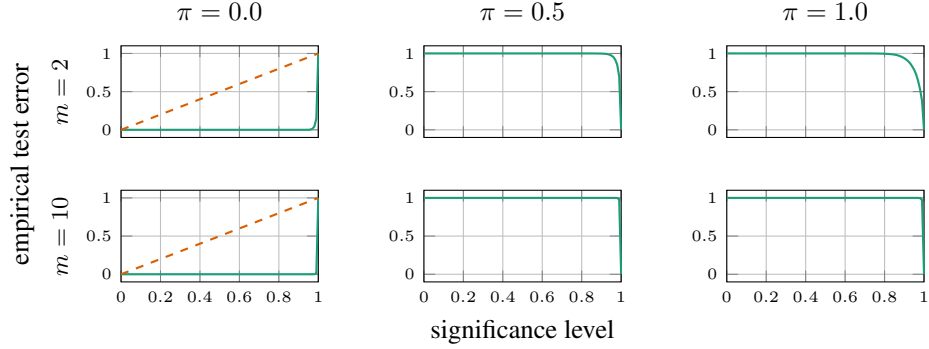 π = 0.0 π = 0.5 π = 1.0
empirical test error
m = 2
1 1 1
0.5 0.5 0.5
0 0 0
m = 10
1 1 1
0.5 0.5 0.5
0 0 0
0 0.2 0.4 0.6 0.8 1 0 0.2 0.4 0.6 0.8 1 0 0.2 0.4 0.6 0.8 1
significance level